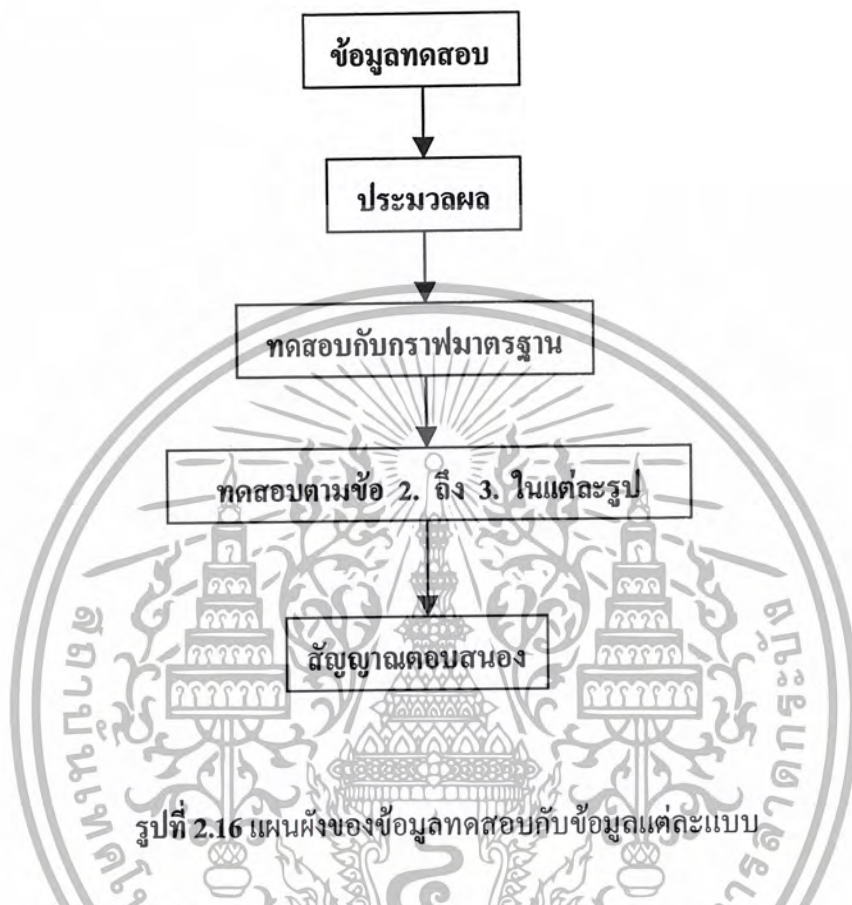 ข้อมูลทดสอบ
ประมวลผล
ทดสอบกับกราฟมาตรฐาน
ทดสอบตามข้อ 2. ถึง 3. ในแต่ละรูป
สัญญาณตอบสนอง
รูปที่ 2.16 แผนผังของข้อมูลทดสอบกับข้อมูลแต่ละแบบ